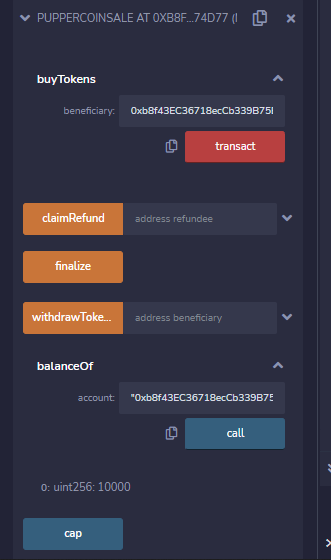 PUPPERCOINSALE AT 0XB8F...74D77 (
buyTokens
beneficiary: 0xb8f43EC36718ecCb339B75
transact
claimRefund address refundee
finalize
withdrawToke... address beneficiary
balanceOf
account: "0xb8f43EC36718ecCb339B75
call
0: uint256: 10000
cap